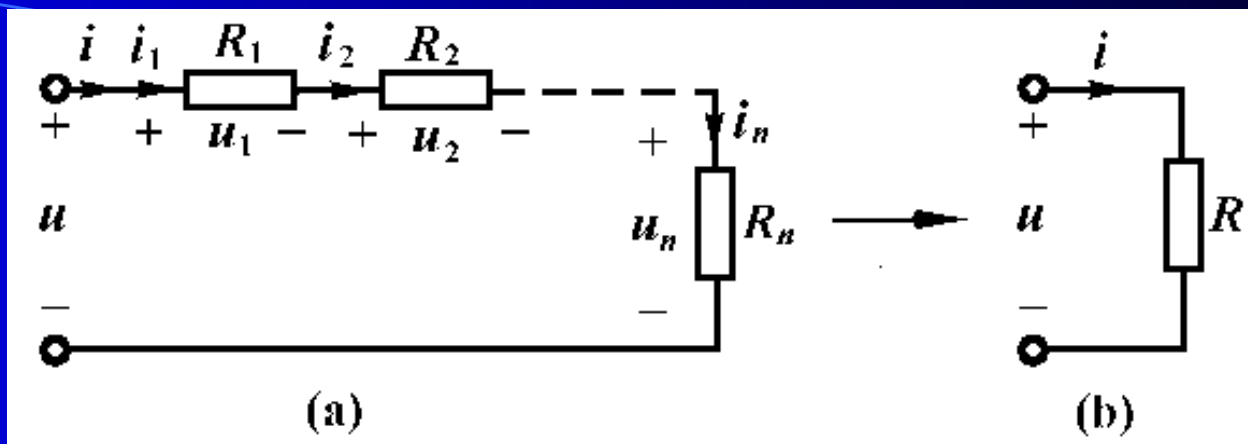 i i₁ R₁ i₂ R₂ i
+ + u₁ − + u₂ − + iₙ +
u uₙ Rₙ u R
− − −
(a) (b)